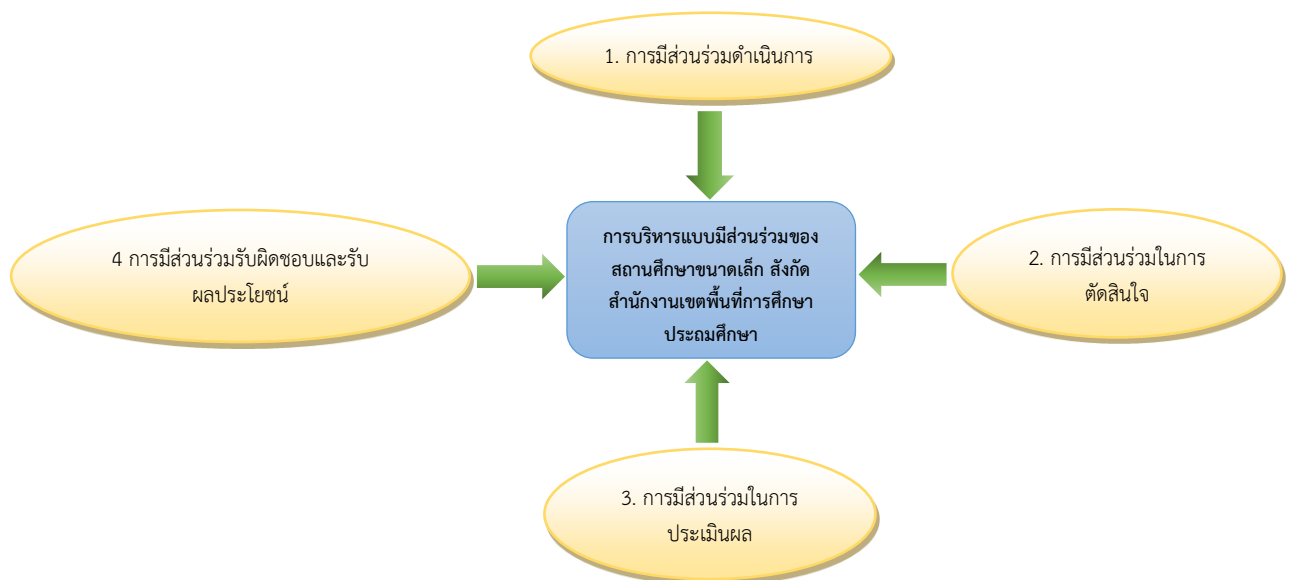 1. การมีส่วนร่วมดำเนินการ
การบริหารแบบมีส่วนร่วมของ
สถานศึกษาขนาดเล็ก สังกัด
สำนักงานเขตพื้นที่การศึกษา
ประถมศึกษา
2. การมีส่วนร่วมในการ
ตัดสินใจ
3. การมีส่วนร่วมในการ
ประเมินผล
4 การมีส่วนร่วมรับผิดชอบและรับ
ผลประโยชน์